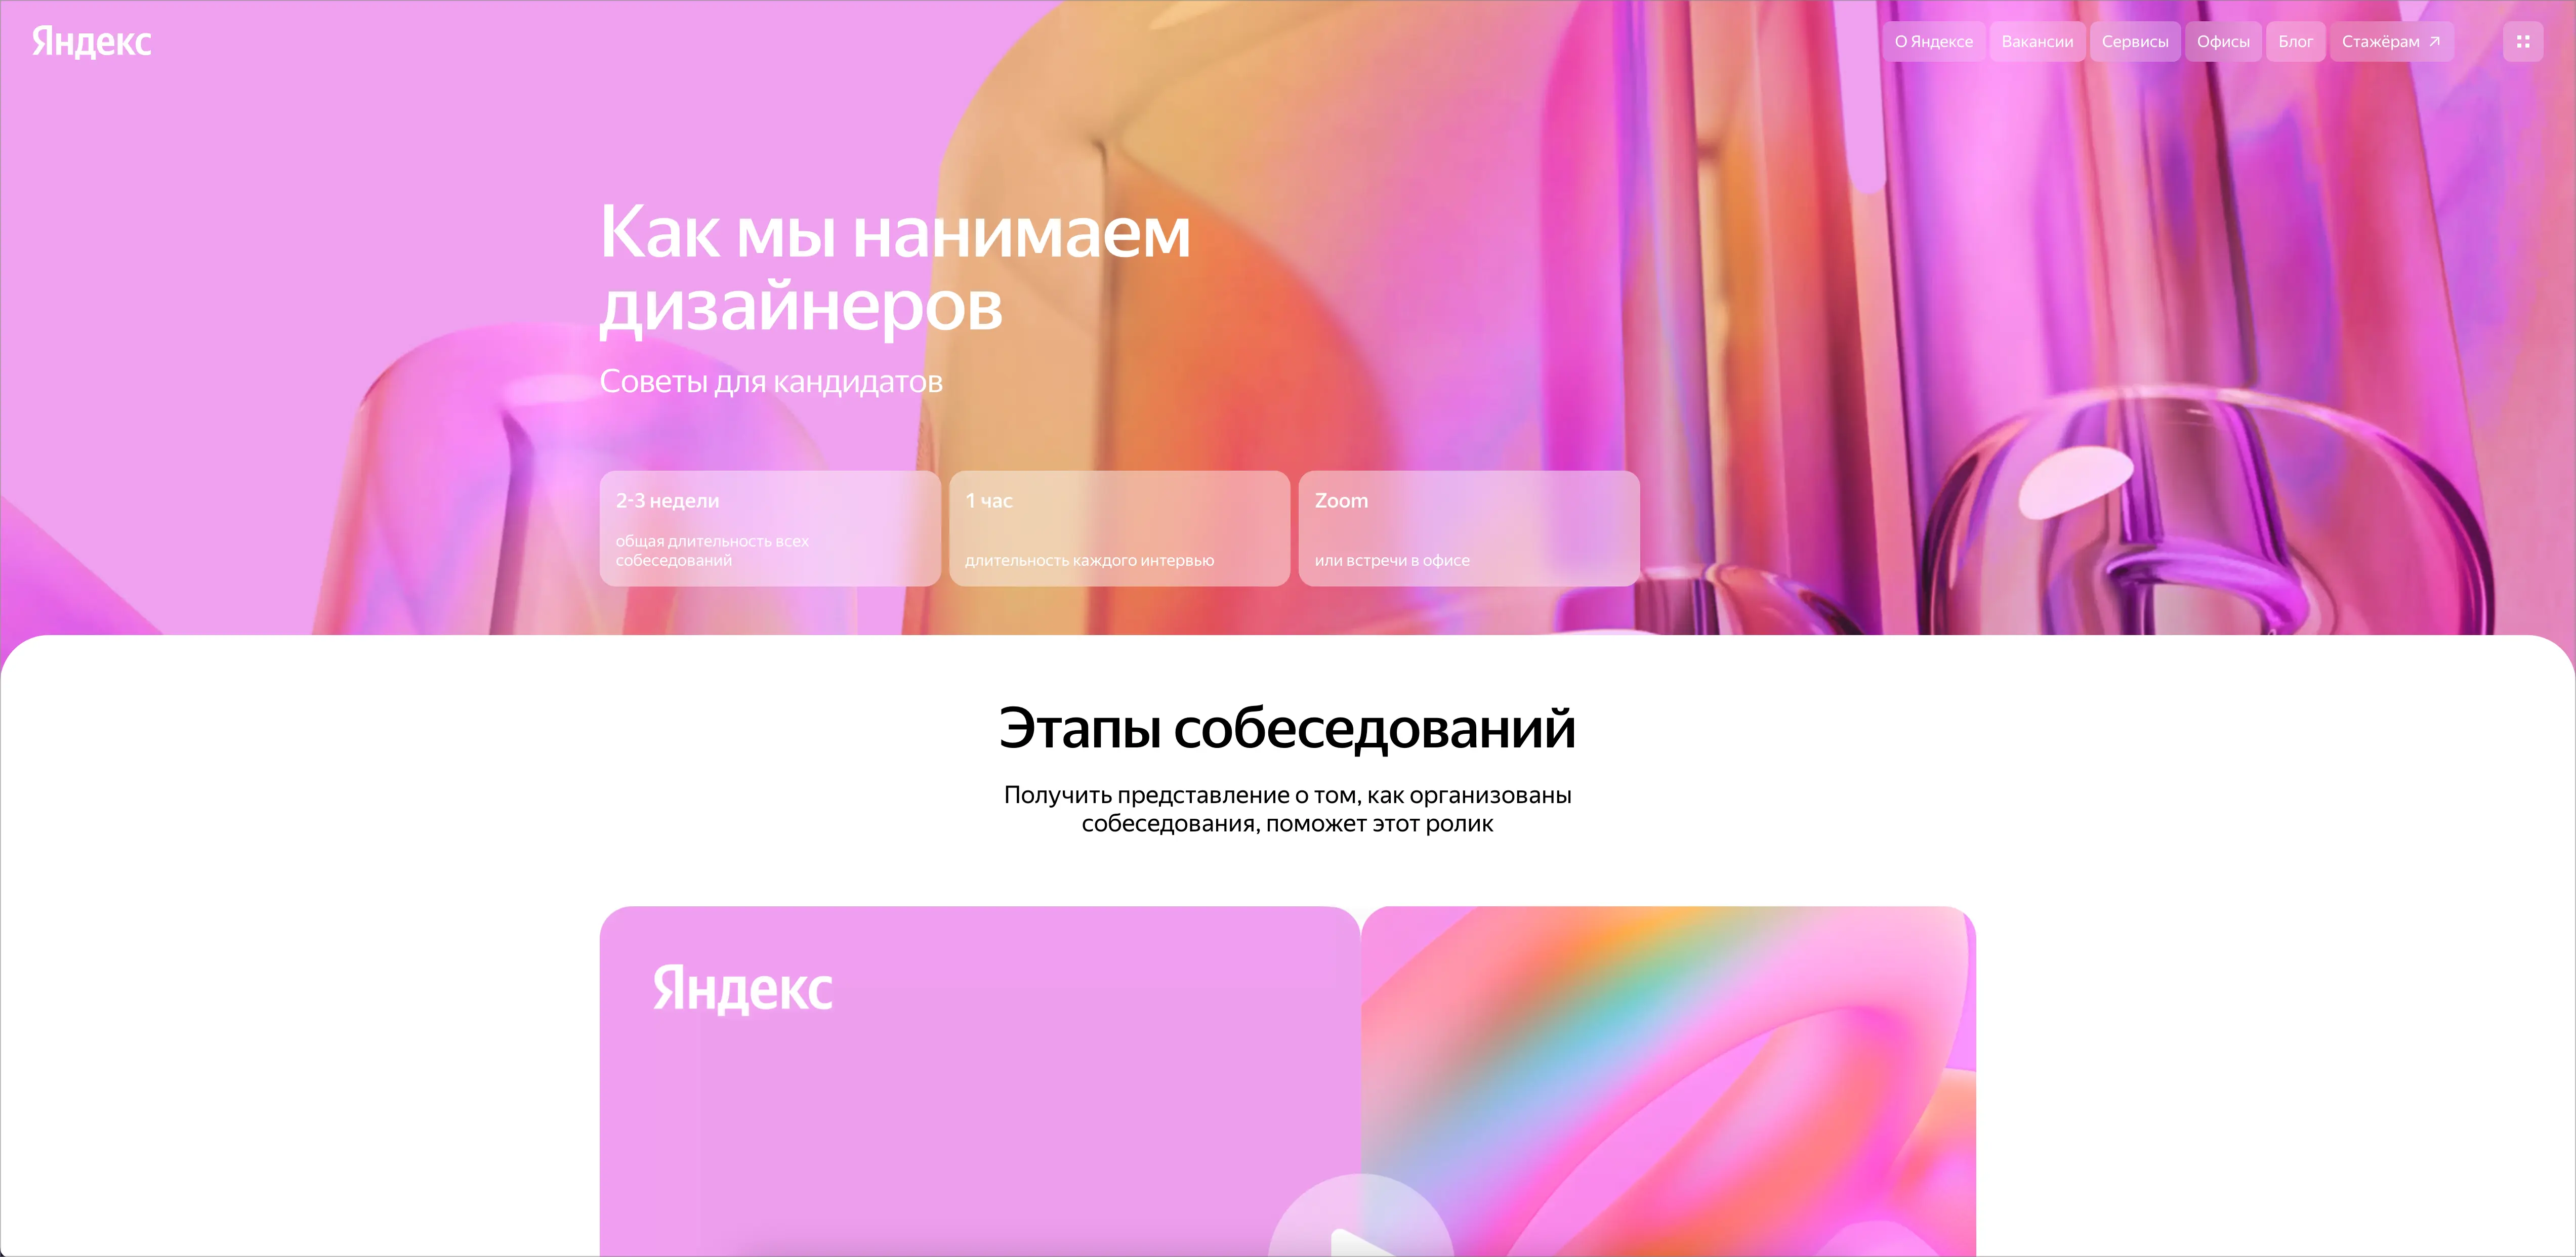 Яндекс
О Яндексе
Вакансии
Сервисы
Офисы
Блог
Стажёрам
Как мы нанимаем
дизайнеров
Советы для кандидатов
2-3 недели
общая длительность всех
собеседований
1 час
длительность каждого интервью
Zoom
или встречи в офисе
Этапы собеседований
Получить представление о том, как организованы
собеседования, поможет этот ролик
Яндекс